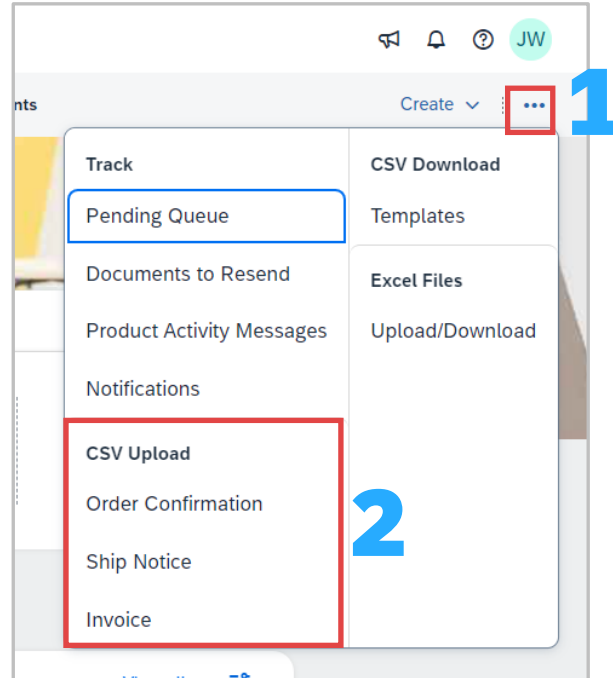 JW
1
nts
Create
Track
Pending Queue
Documents to Resend
Product Activity Messages
Notifications
CSV Upload
Order Confirmation
Ship Notice
Invoice
CSV Download
Templates
Excel Files
Upload/Download
2